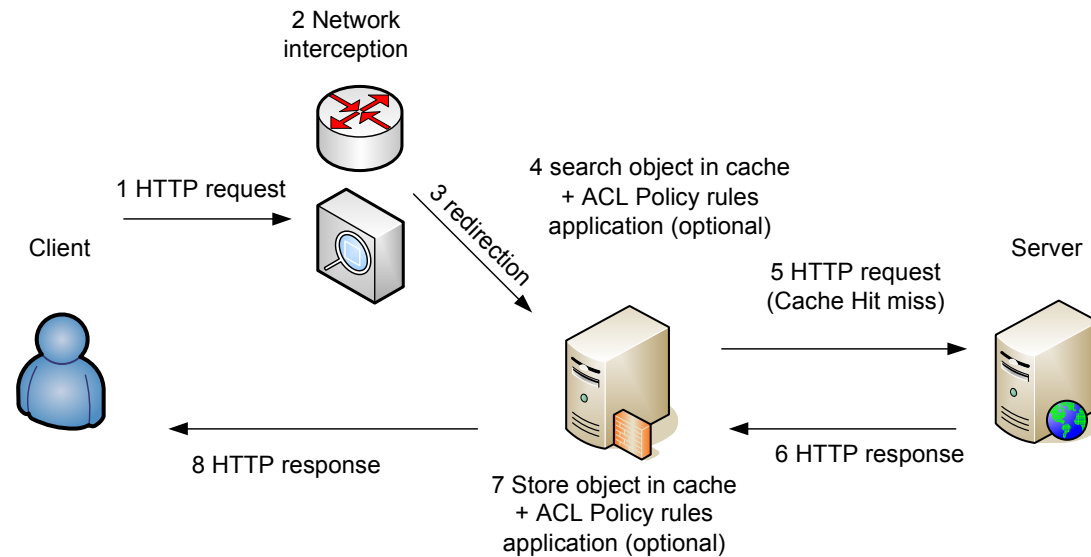 2 Network
interception
1 HTTP request
3 redirection
4 search object in cache
+ ACL Policy rules
application (optional)
Client
Server
5 HTTP request
(Cache Hit miss)
8 HTTP response
6 HTTP response
7 Store object in cache
+ ACL Policy rules
application (optional)